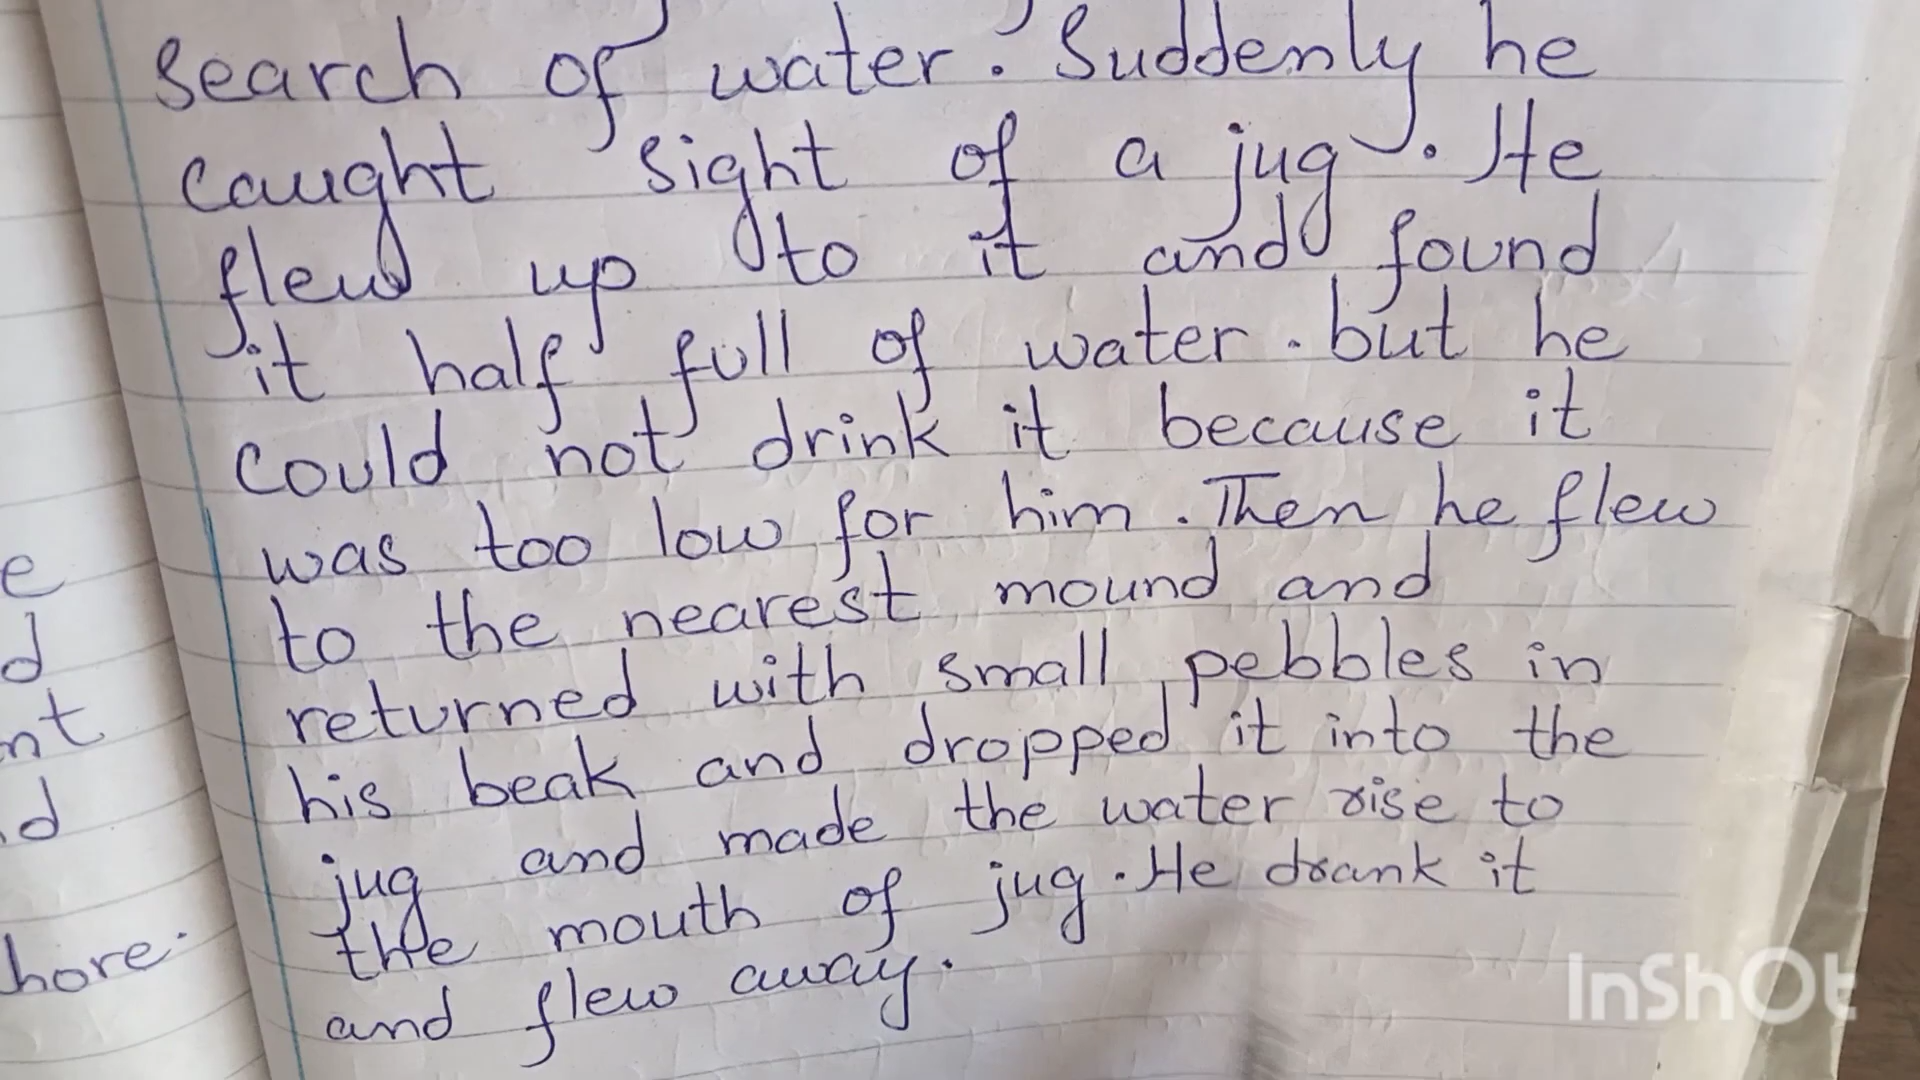 search of water. Suddenly he
caught sight of a jug. He
flew up to it and found
it half full of water. but he
could not drink it because it
was too low for him. Then he flew
to the nearest mound and
returned with small pebbles in
his beak and dropped it into the
jug and made the water rise to
the mouth of jug. He drank it
and flew away.
e
d
nt
d
hore.
InShOt